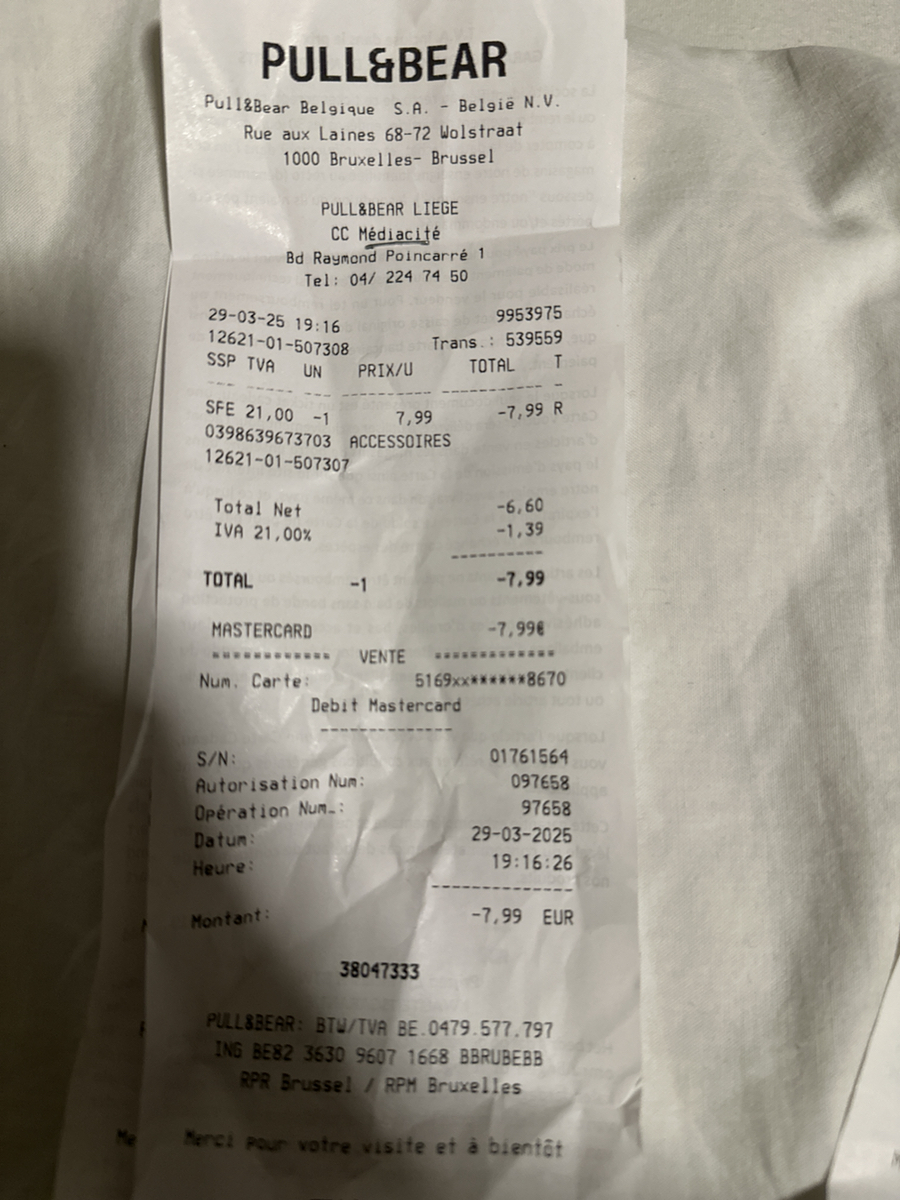 PULL&BEAR
Pull&Bear Belgique S.A. - België N.V.
Rue aux Laines 68-72 Wolstraat
1000 Bruxelles- Brussel
PULL&BEAR LIEGE
CC Médiacité
Bd Raymond Poincarré 1
Tel: 04/ 224 74 50
29-03-25 19:16 9953975
12621-01-507308 Trans.: 539559
SSP TVA UN PRIX/U TOTAL T
SFE 21,00 -1 7,99 -7,99 R
0398639673703 ACCESSOIRES
12621-01-507307
Total Net -6,60
IVA 21,00% -1,39
TOTAL -1 -7,99
MASTERCARD -7,99€
============ VENTE =============
Num. Carte: 5169xx******8670
Debit Mastercard
S/N: 01761564
Autorisation Num: 097658
Opération Num.: 97658
Datum: 29-03-2025
Heure: 19:16:26
Montant: -7,99 EUR
38047333
PULL&BEAR: BTW/TVA BE.0479.577.797
ING BE82 3630 9607 1668 BBRUBEBB
RPR Brussel / RPM Bruxelles
Merci pour votre visite et à bientôt